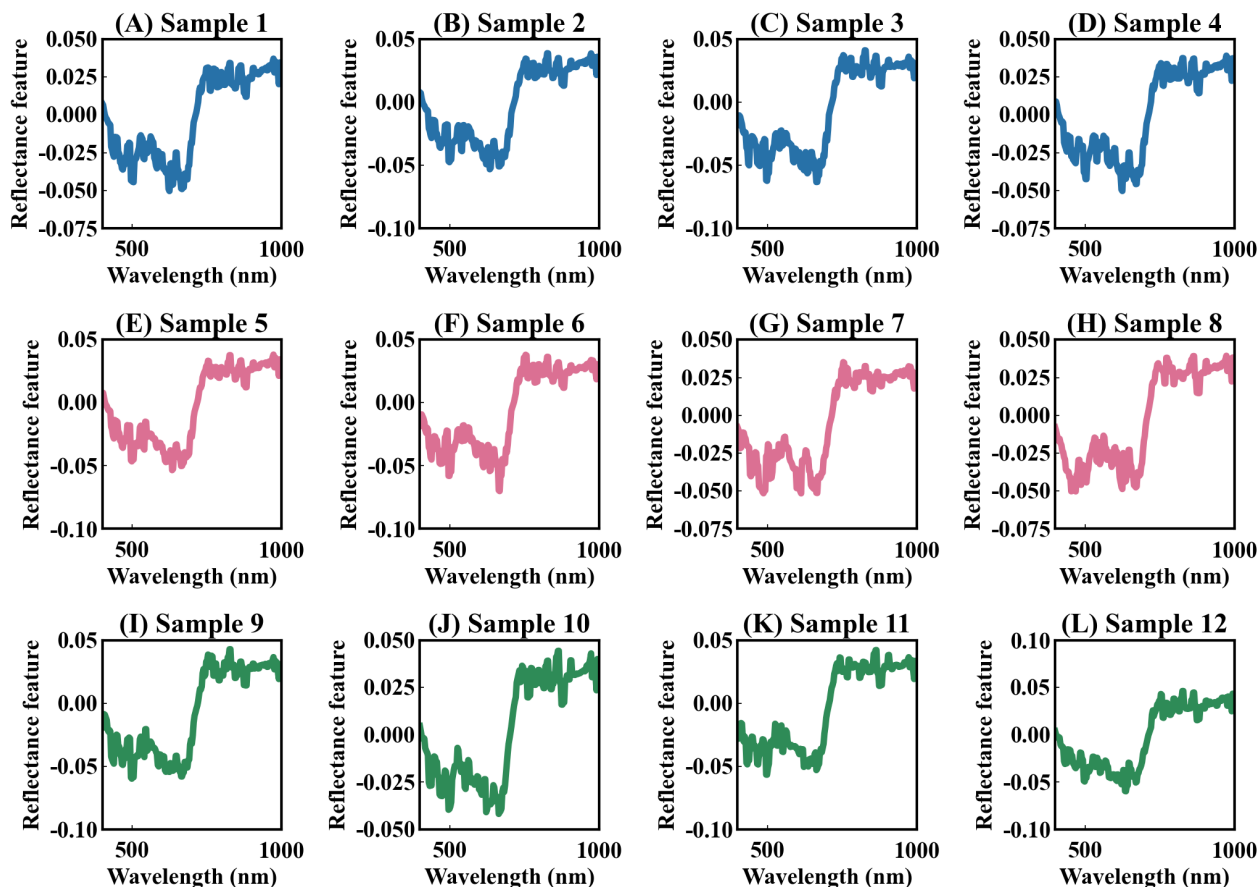 (A) Sample 1
(B) Sample 2
(C) Sample 3
(D) Sample 4
Reflectance feature
0.050
0.025
0.000
-0.025
-0.050
-0.075
500
1000
Wavelength (nm)
Reflectance feature
0.05
0.00
-0.05
-0.10
500
1000
Wavelength (nm)
Reflectance feature
0.05
0.00
-0.05
-0.10
500
1000
Wavelength (nm)
Reflectance feature
0.050
0.025
0.000
-0.025
-0.050
-0.075
500
1000
Wavelength (nm)
(E) Sample 5
(F) Sample 6
(G) Sample 7
(H) Sample 8
Reflectance feature
0.05
0.00
-0.05
-0.10
500
1000
Wavelength (nm)
Reflectance feature
0.05
0.00
-0.05
-0.10
500
1000
Wavelength (nm)
Reflectance feature
0.050
0.025
0.000
-0.025
-0.050
-0.075
500
1000
Wavelength (nm)
Reflectance feature
0.050
0.025
0.000
-0.025
-0.050
-0.075
500
1000
Wavelength (nm)
(I) Sample 9
(J) Sample 10
(K) Sample 11
(L) Sample 12
Reflectance feature
0.05
0.00
-0.05
-0.10
500
1000
Wavelength (nm)
Reflectance feature
0.050
0.025
0.000
-0.025
-0.050
500
1000
Wavelength (nm)
Reflectance feature
0.05
0.00
-0.05
-0.10
500
1000
Wavelength (nm)
Reflectance feature
0.10
0.05
0.00
-0.05
-0.10
500
1000
Wavelength (nm)